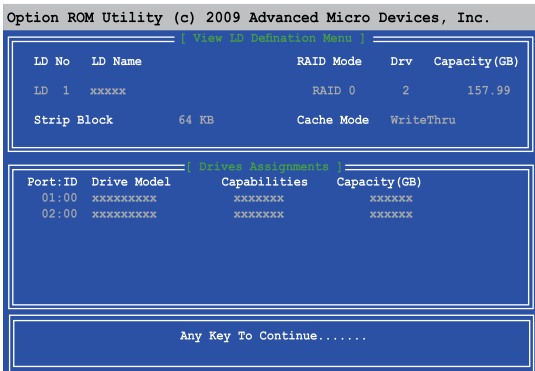 Option ROM Utility (c) 2009 Advanced Micro Devices, Inc.
[ View LD Defination Menu ]
LD No LD Name RAID Mode Drv Capacity(GB)
LD 1 xxxxx RAID 0 2 157.99
Strip Block 64 KB Cache Mode WriteThru
[ Drives Assignments ]
Port:ID Drive Model Capabilities Capacity(GB)
01:00 xxxxxxxxx xxxxxxx xxxxxx
02:00 xxxxxxxxx xxxxxxx xxxxxx
Any Key To Continue.......